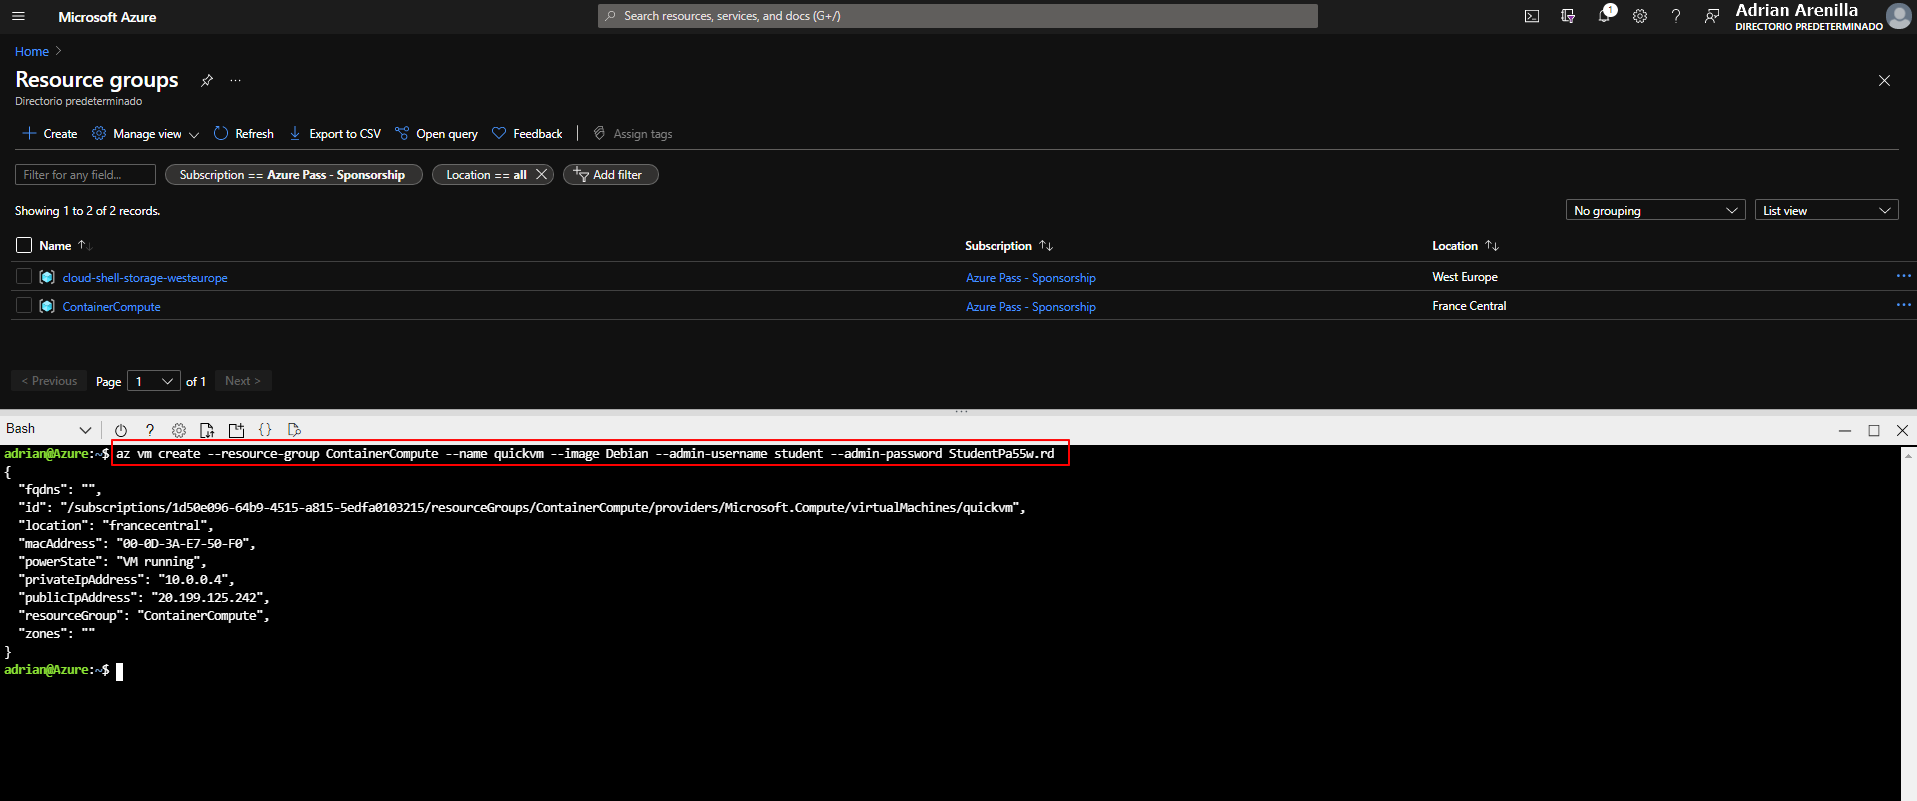 Microsoft Azure
Search resources, services, and docs (G+/)
1
Adrian Arenilla
DIRECTORIO PREDETERMINADO
Home
Resource groups
Directorio predeterminado
Create
Manage view
Refresh
Export to CSV
Open query
Feedback
Assign tags
Filter for any field...
Subscription == Azure Pass - Sponsorship
Location == all
Add filter
Showing 1 to 2 of 2 records.
No grouping
List view
Name Subscription Location
cloud-shell-storage-westeurope Azure Pass - Sponsorship West Europe
ContainerCompute Azure Pass - Sponsorship France Central
< Previous Page 1 of 1 Next >
Bash
adrian@Azure:~$ az vm create --resource-group ContainerCompute --name quickvm --image Debian --admin-username student --admin-password StudentPa55w.rd
{
"fqdns": "",
"id": "/subscriptions/1d50e096-64b9-4515-a815-5edfa0103215/resourceGroups/ContainerCompute/providers/Microsoft.Compute/virtualMachines/quickvm",
"location": "francecentral",
"macAddress": "00-0D-3A-E7-50-F0",
"powerState": "VM running",
"privateIpAddress": "10.0.0.4",
"publicIpAddress": "20.199.125.242",
"resourceGroup": "ContainerCompute",
"zones": ""
}
adrian@Azure:~$